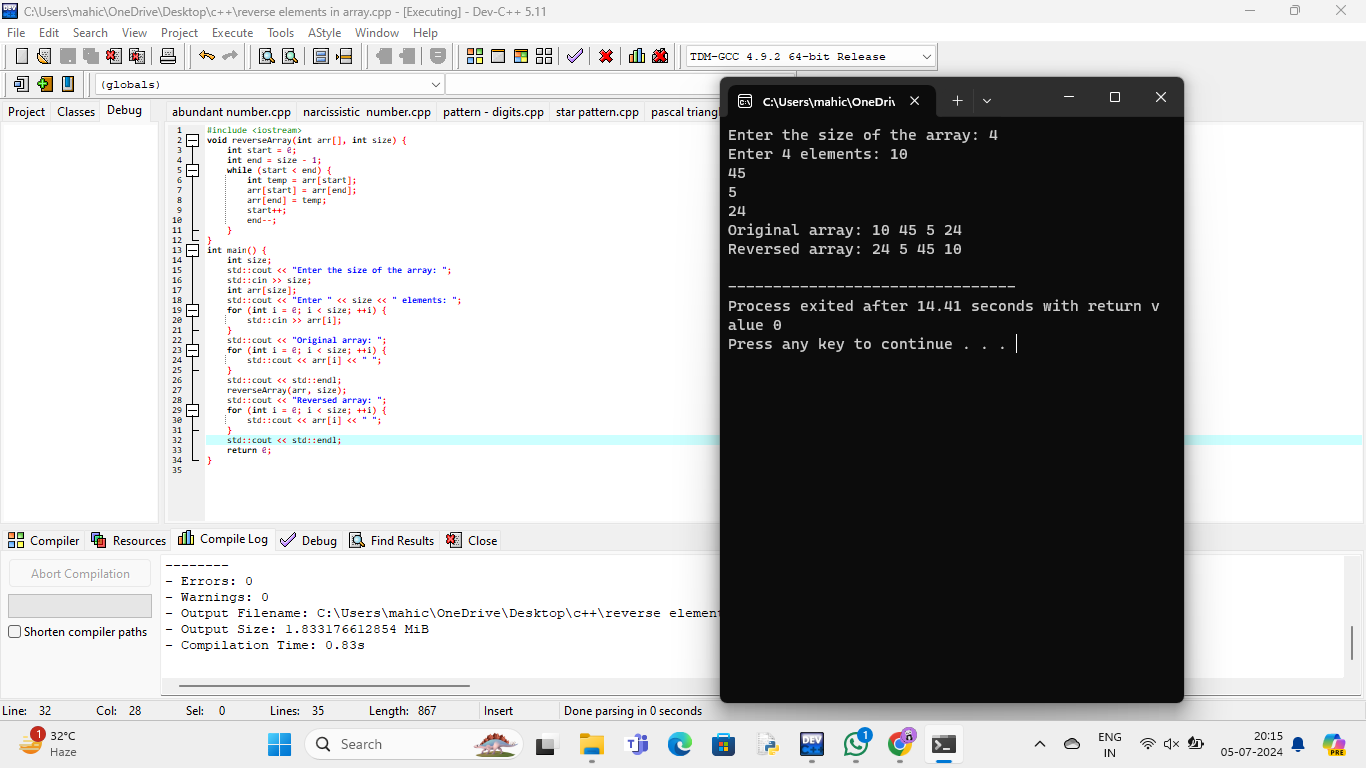 C:\Users\mahic\OneDrive\Desktop\c++\reverse elements in array.cpp - [Executing] - Dev-C++ 5.11
File Edit Search View Project Execute Tools AStyle Window Help
TDM-GCC 4.9.2 64-bit Release
(globals)
Project Classes Debug
abundant number.cpp narcissistic number.cpp pattern - digits.cpp star pattern.cpp pascal triang
1 #include <iostream>
2 void reverseArray(int arr[], int size) {
3 int start = 0;
4 int end = size - 1;
5 while (start < end) {
6 int temp = arr[start];
7 arr[start] = arr[end];
8 arr[end] = temp;
9 start++;
10 end--;
11 }
12 }
13 int main() {
14 int size;
15 std::cout << "Enter the size of the array: ";
16 std::cin >> size;
17 int arr[size];
18 std::cout << "Enter " << size << " elements: ";
19 for (int i = 0; i < size; ++i) {
20 std::cin >> arr[i];
21 }
22 std::cout << "Original array: ";
23 for (int i = 0; i < size; ++i) {
24 std::cout << arr[i] << " ";
25 }
26 std::cout << std::endl;
27 reverseArray(arr, size);
28 std::cout << "Reversed array: ";
29 for (int i = 0; i < size; ++i) {
30 std::cout << arr[i] << " ";
31 }
32 std::cout << std::endl;
33 return 0;
34 }
35
C:\Users\mahic\OneDri
Enter the size of the array: 4
Enter 4 elements: 10
45
5
24
Original array: 10 45 5 24
Reversed array: 24 5 45 10
--------------------------------
Process exited after 14.41 seconds with return v
alue 0
Press any key to continue . . .
Compiler Resources Compile Log Debug Find Results Close
Abort Compilation
Shorten compiler paths
--------
- Errors: 0
- Warnings: 0
- Output Filename: C:\Users\mahic\OneDrive\Desktop\c++\reverse elemen
- Output Size: 1.833176612854 MiB
- Compilation Time: 0.83s
Line: 32 Col: 28 Sel: 0 Lines: 35 Length: 867 Insert Done parsing in 0 seconds
1
32°C
Haze
Search
DEV
1
ENG
IN
20:15
05-07-2024
PRE